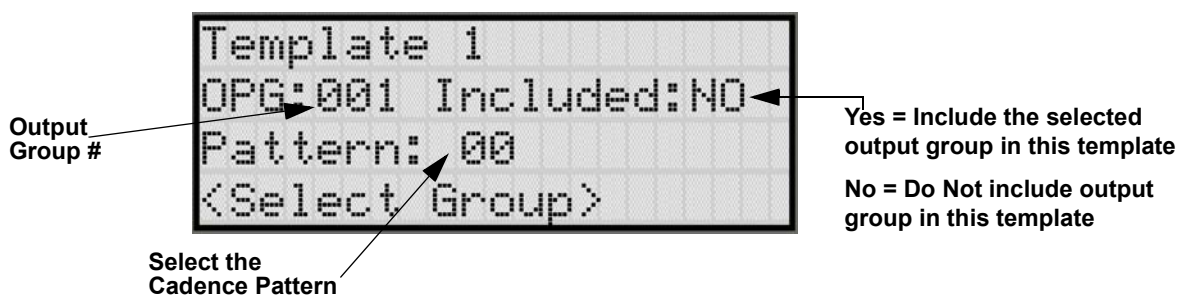 Template 1
OPG:001 Included:NO
Pattern: 00
<Select Group>
Output
Group #
Yes = Include the selected
output group in this template
No = Do Not include output
group in this template
Select the
Cadence Pattern